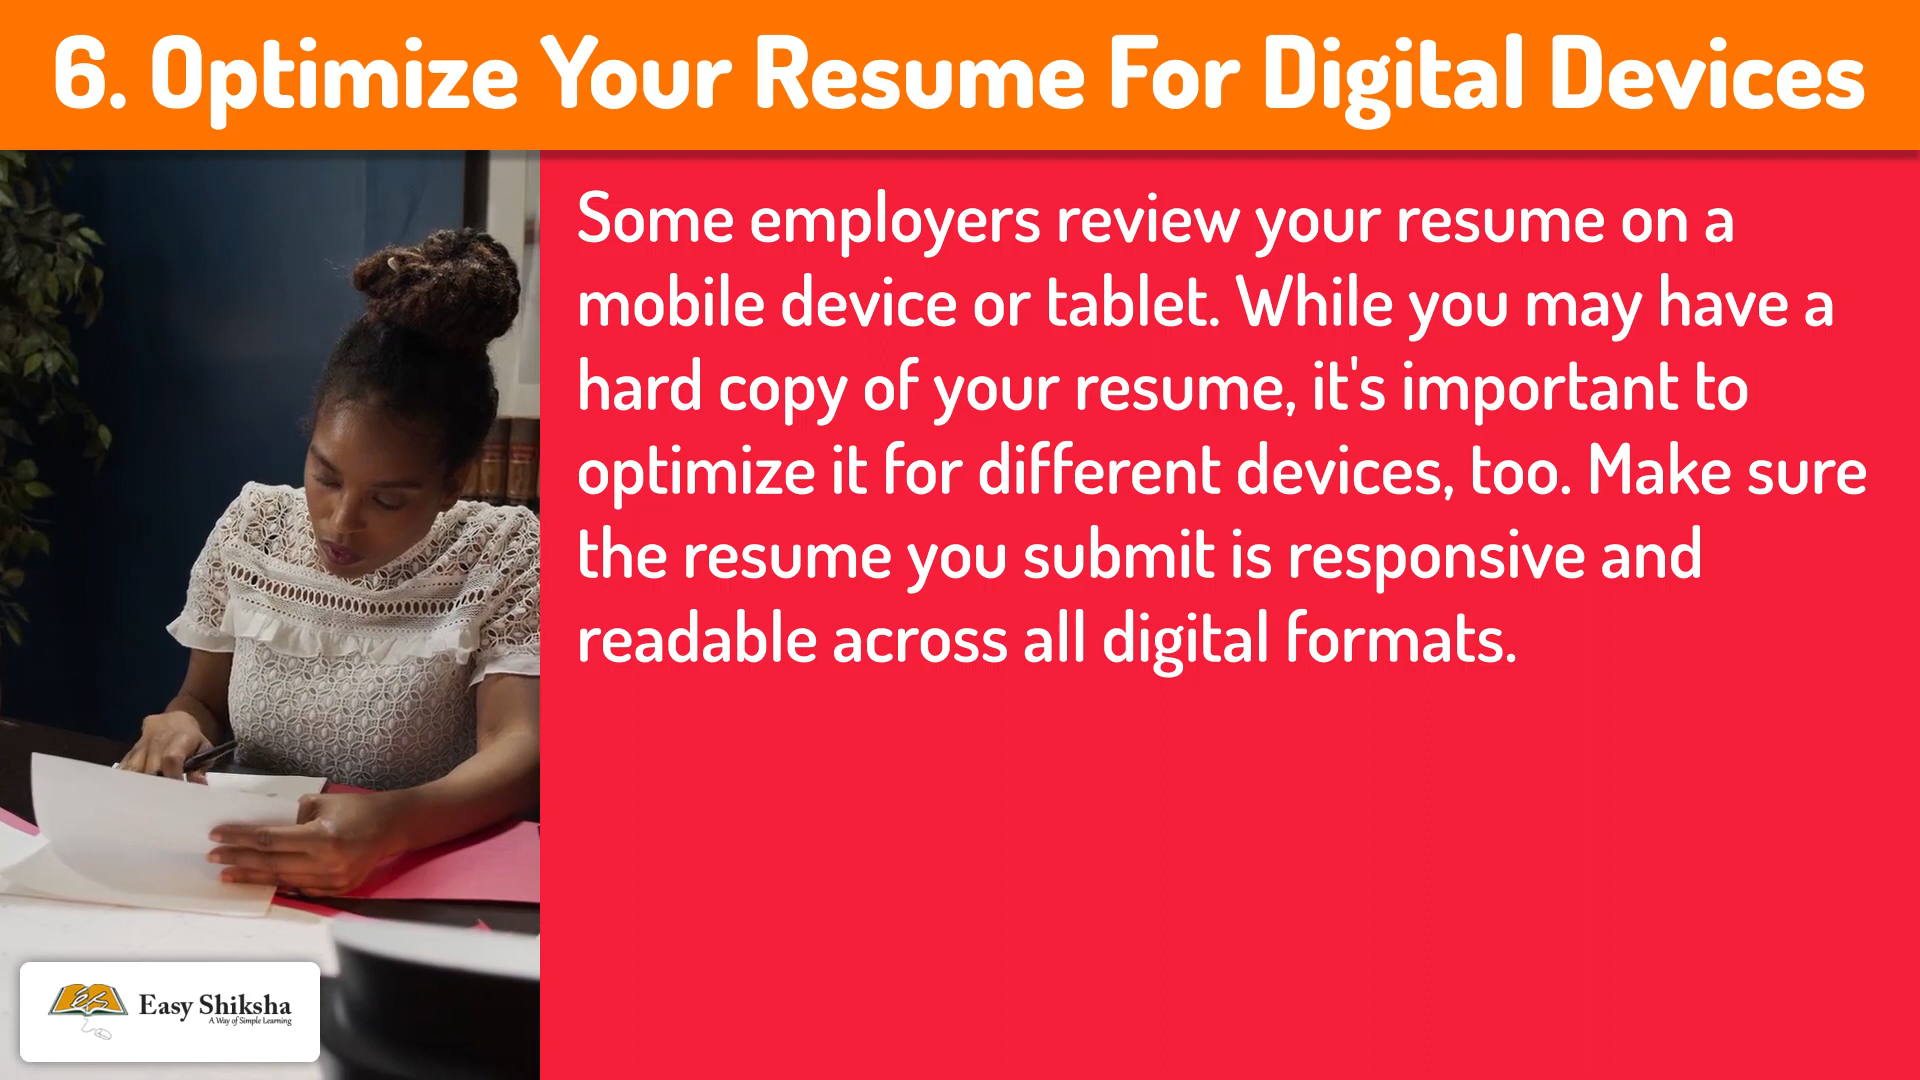 6. Optimize Your Resume For Digital Devices
Some employers review your resume on a
mobile device or tablet. While you may have a
hard copy of your resume, it's important to
optimize it for different devices, too. Make sure
the resume you submit is responsive and
readable across all digital formats.
es
Easy Shiksha
A Way of Simple Learning